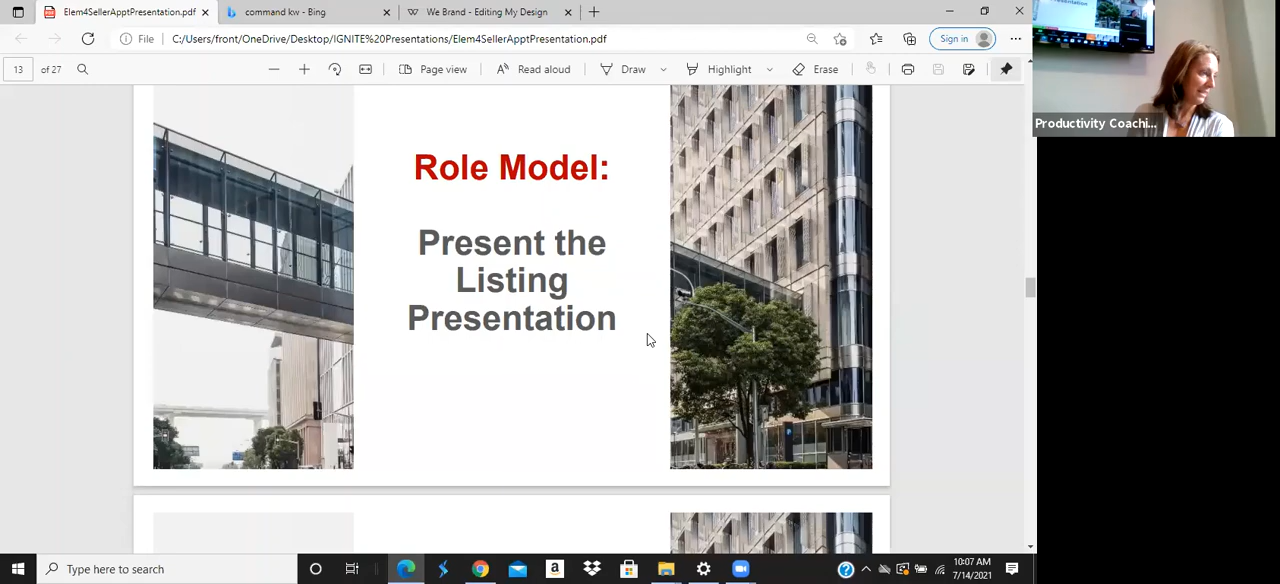 Elem4SellerApptPresentation.pdf
command kw - Bing
We Brand - Editing My Design
File
C:/Users/front/OneDrive/Desktop/IGNITE%20Presentations/Elem4SellerApptPresentation.pdf
Sign in
13 of 27
Page view
Read aloud
Draw
Highlight
Erase
Productivity Coachi...
Role Model:
Present the
Listing
Presentation
Type here to search
10:07 AM
7/14/2021